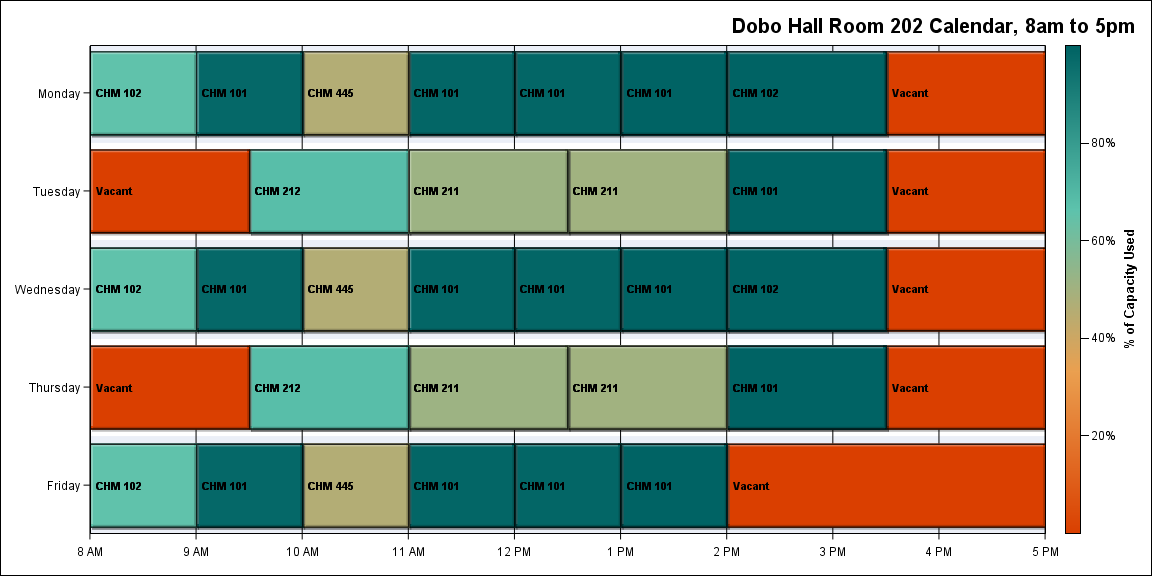 Dobo Hall Room 202 Calendar, 8am to 5pm
Monday CHM 102 CHM 101 CHM 445 CHM 101 CHM 101 CHM 101 CHM 102 Vacant
Tuesday Vacant CHM 212 CHM 211 CHM 211 CHM 101 Vacant
Wednesday CHM 102 CHM 101 CHM 445 CHM 101 CHM 101 CHM 101 CHM 102 Vacant
Thursday Vacant CHM 212 CHM 211 CHM 211 CHM 101 Vacant
Friday CHM 102 CHM 101 CHM 445 CHM 101 CHM 101 CHM 101 Vacant
8 AM 9 AM 10 AM 11 AM 12 PM 1 PM 2 PM 3 PM 4 PM 5 PM
80%
60%
40%
20%
% of Capacity Used